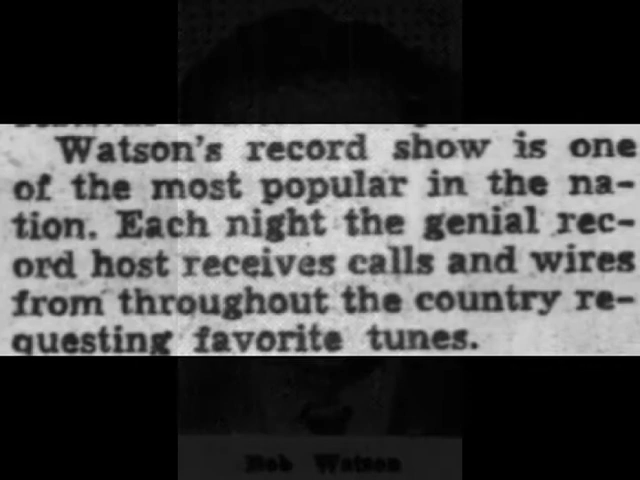 Watson's record show is one
of the most popular in the na-
tion. Each night the genial rec-
ord host receives calls and wires
from throughout the country re-
questing favorite tunes.
Bob Watson